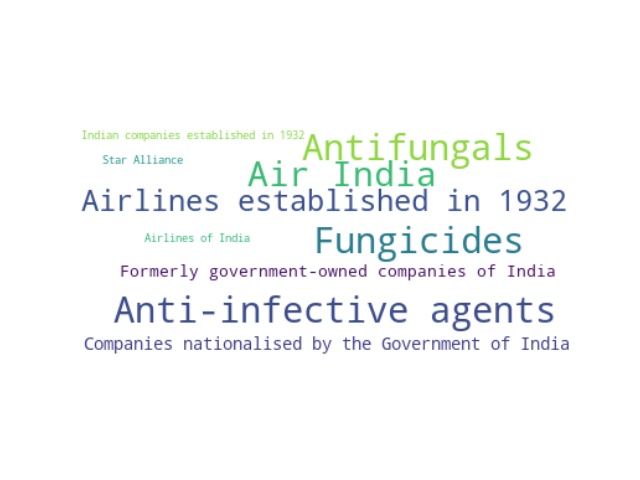 Indian companies established in 1932
Antifungals
Star Alliance
Air India
Airlines established in 1932
Airlines of India
Fungicides
Formerly government-owned companies of India
Anti-infective agents
Companies nationalised by the Government of India